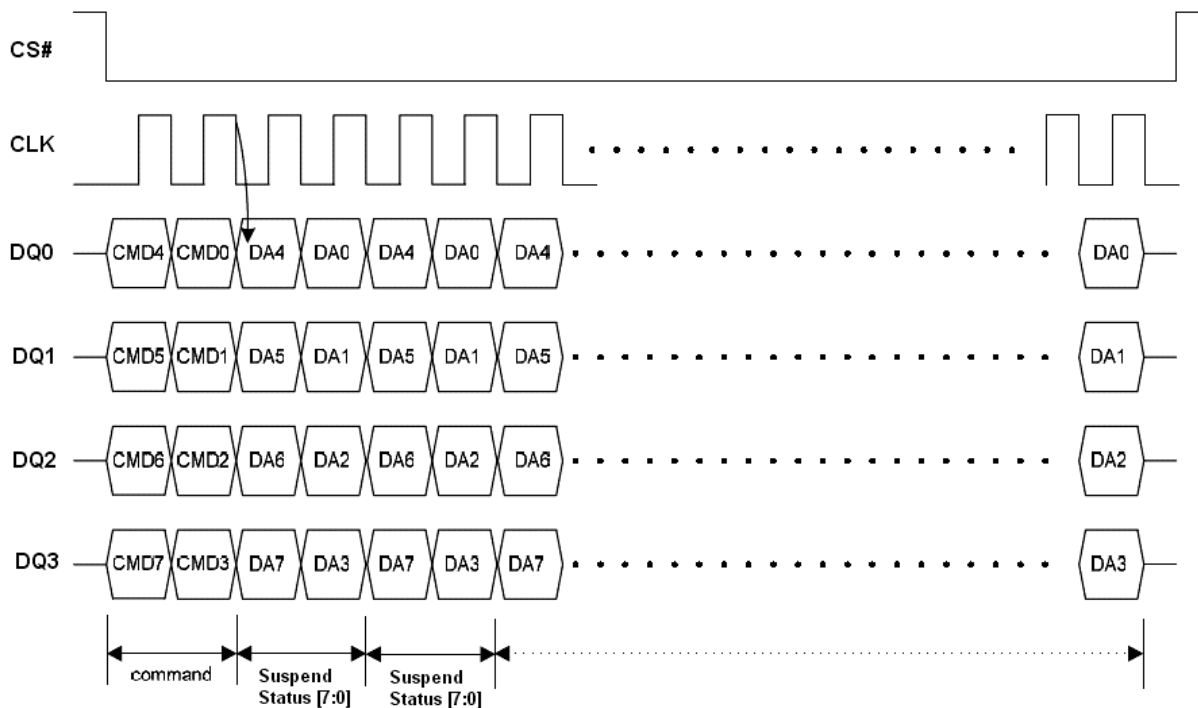 CS#
CLK
DQ0 CMD4 CMD0 DA4 DA0 DA4 DA0 DA4 DA0
DQ1 CMD5 CMD1 DA5 DA1 DA5 DA1 DA5 DA1
DQ2 CMD6 CMD2 DA6 DA2 DA6 DA2 DA6 DA2
DQ3 CMD7 CMD3 DA7 DA3 DA7 DA3 DA7 DA3
command
Suspend
Status [7:0]
Suspend
Status [7:0]